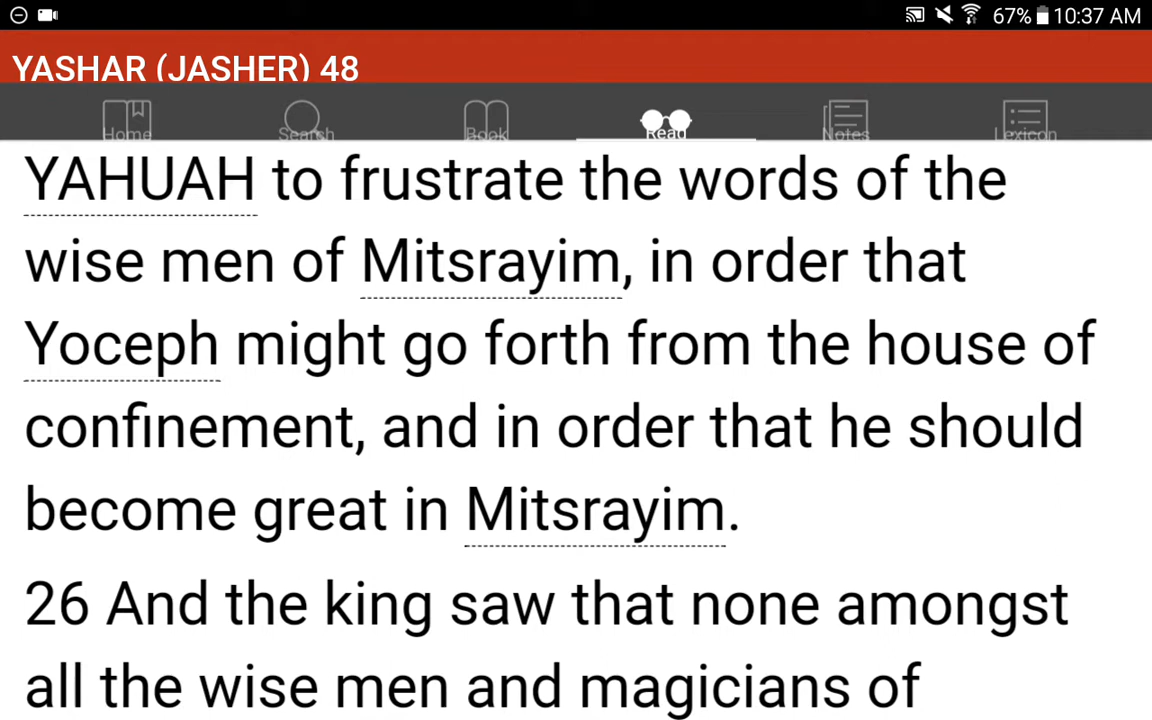 67% 10:37 AM
YASHAR (JASHER) 48
Home Search Book Read Notes Lexicon
YAHUAH to frustrate the words of the
wise men of Mitsrayim, in order that
Yoceph might go forth from the house of
confinement, and in order that he should
become great in Mitsrayim.
26 And the king saw that none amongst
all the wise men and magicians of